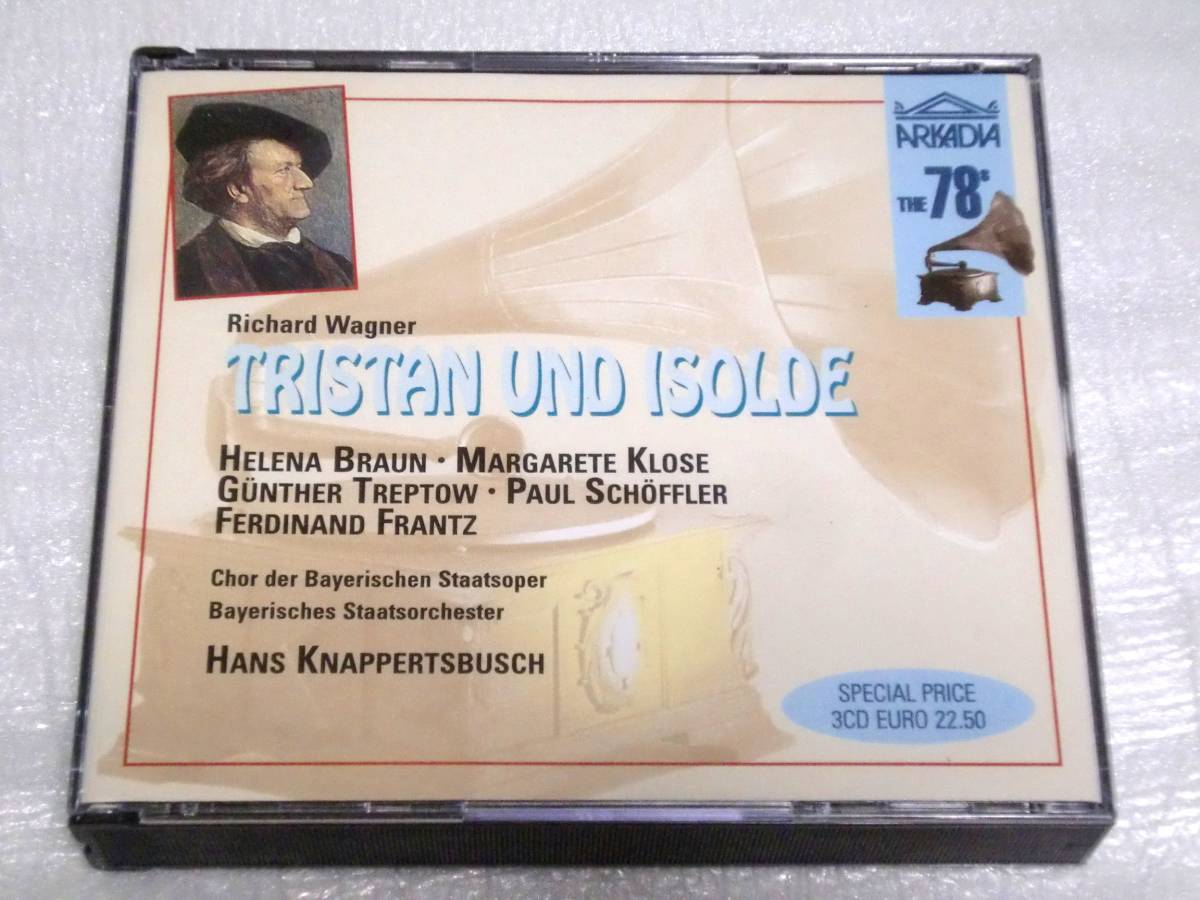 ARKADIA
THE 78s
Richard Wagner
TRISTAN UND ISOLDE
HELENA BRAUN · MARGARETE KLOSE
GÜNTHER TREPTOW · PAUL SCHÖFFLER
FERDINAND FRANTZ
Chor der Bayerischen Staatsoper
Bayerisches Staatsorchester
HANS KNAPPERTSBUSCH
SPECIAL PRICE
3CD EURO 22.50